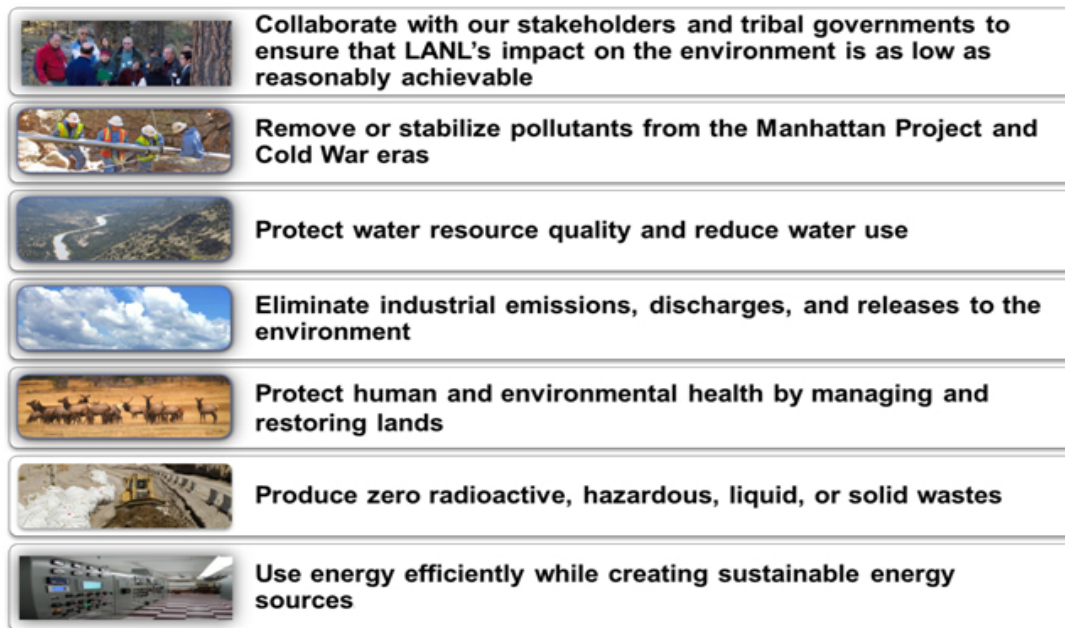 Collaborate with our stakeholders and tribal governments to
ensure that LANL's impact on the environment is as low as
reasonably achievable
Remove or stabilize pollutants from the Manhattan Project and
Cold War eras
Protect water resource quality and reduce water use
Eliminate industrial emissions, discharges, and releases to the
environment
Protect human and environmental health by managing and
restoring lands
Produce zero radioactive, hazardous, liquid, or solid wastes
Use energy efficiently while creating sustainable energy
sources